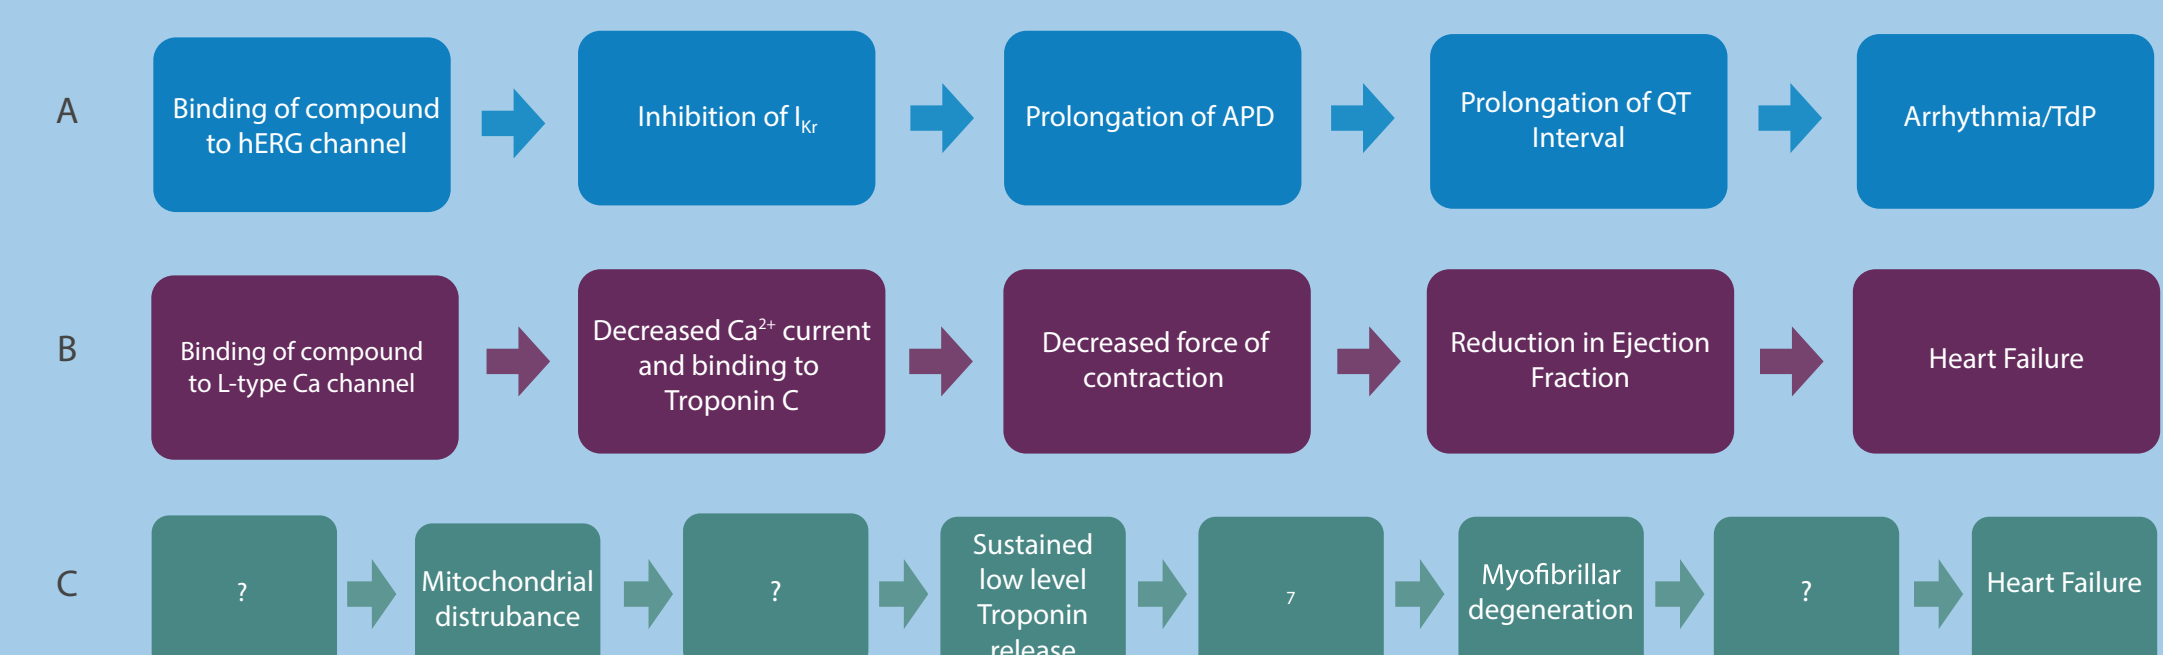 A
Binding of compound
to hERG channel
Inhibition of I_Kr
Prolongation of APD
Prolongation of QT
Interval
Arrhythmia/TdP
B
Binding of compound
to L-type Ca channel
Decreased Ca²⁺ current
and binding to
Troponin C
Decreased force of
contraction
Reduction in Ejection
Fraction
Heart Failure
C
?
Mitochondrial
distrubance
?
Sustained
low level
Troponin
release
7
Myofibrillar
degeneration
?
Heart Failure